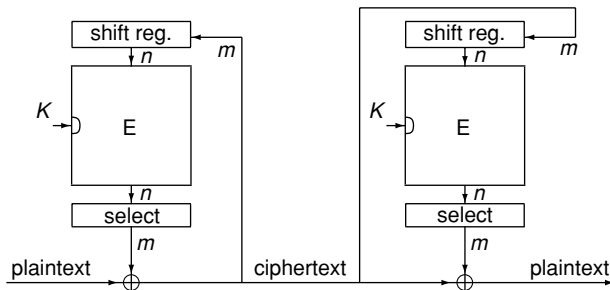 shift reg.
n
m
K
E
n
select
m
plaintext
ciphertext
shift reg.
n
m
K
E
n
select
m
plaintext